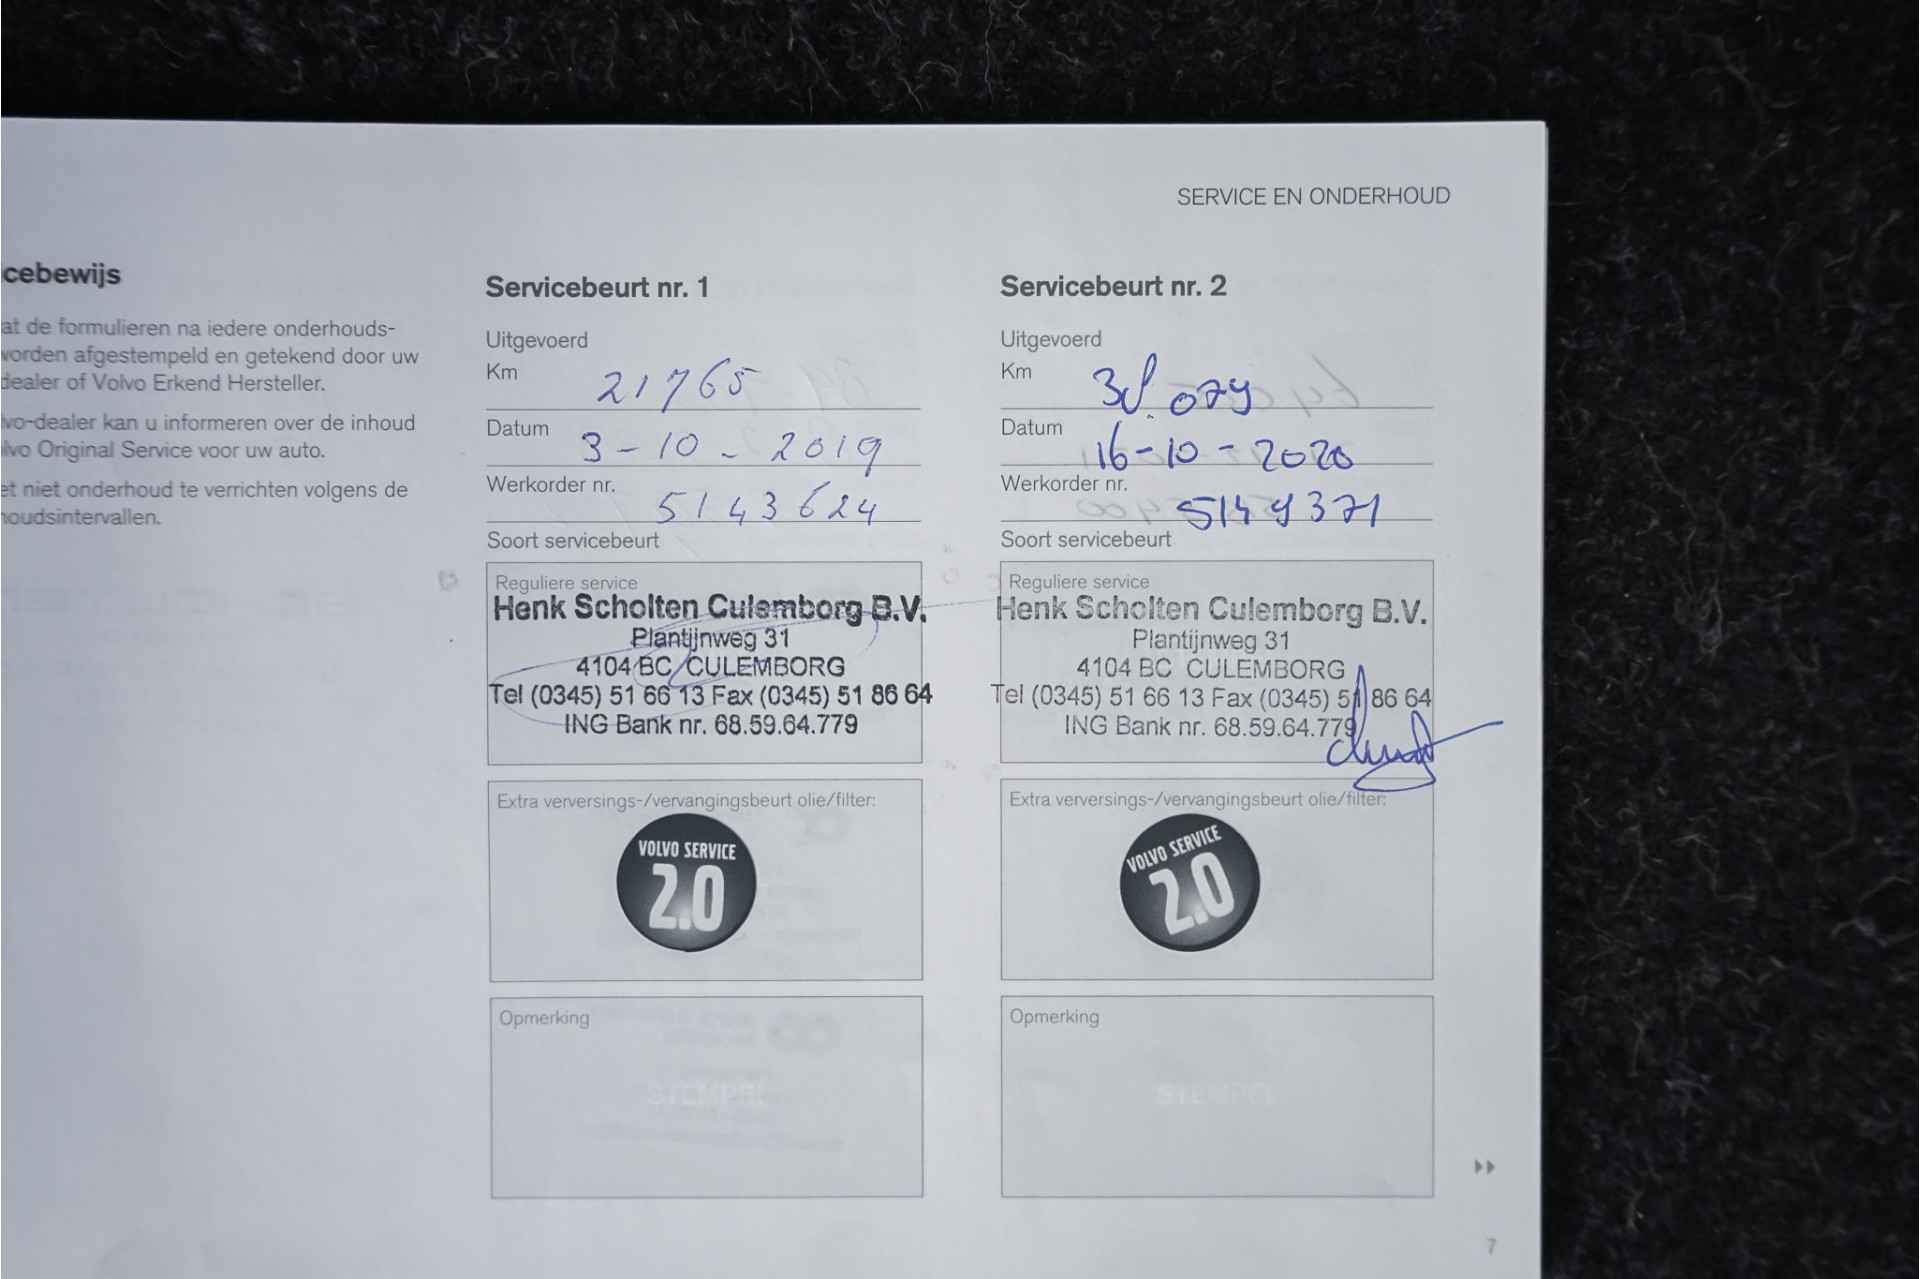 SERVICE EN ONDERHOUD
cebewijs
at de formulieren na iedere onderhouds-
worden afgestempeld en getekend door uw
dealer of Volvo Erkend Hersteller.
lvo-dealer kan u informeren over de inhoud
lvo Original Service voor uw auto.
et niet onderhoud te verrichten volgens de
houdsintervallen.
Servicebeurt nr. 1
Uitgevoerd
Km 21765
Datum 3-10-2019
Werkorder nr. 5143624
Soort servicebeurt
Reguliere service
Henk Scholten Culemborg B.V.
Plantijnweg 31
4104 BC CULEMBORG
Tel (0345) 51 66 13 Fax (0345) 51 86 64
ING Bank nr. 68.59.64.779
Extra verversings-/vervangingsbeurt olie/filter:
VOLVO SERVICE
2.0
Opmerking
Servicebeurt nr. 2
Uitgevoerd
Km 38.079
Datum 16-10-2020
Werkorder nr. 5149371
Soort servicebeurt
Reguliere service
Henk Scholten Culemborg B.V.
Plantijnweg 31
4104 BC CULEMBORG
Tel (0345) 51 66 13 Fax (0345) 51 86 64
ING Bank nr. 68.59.64.779
Extra verversings-/vervangingsbeurt olie/filter:
VOLVO SERVICE
2.0
Opmerking
7